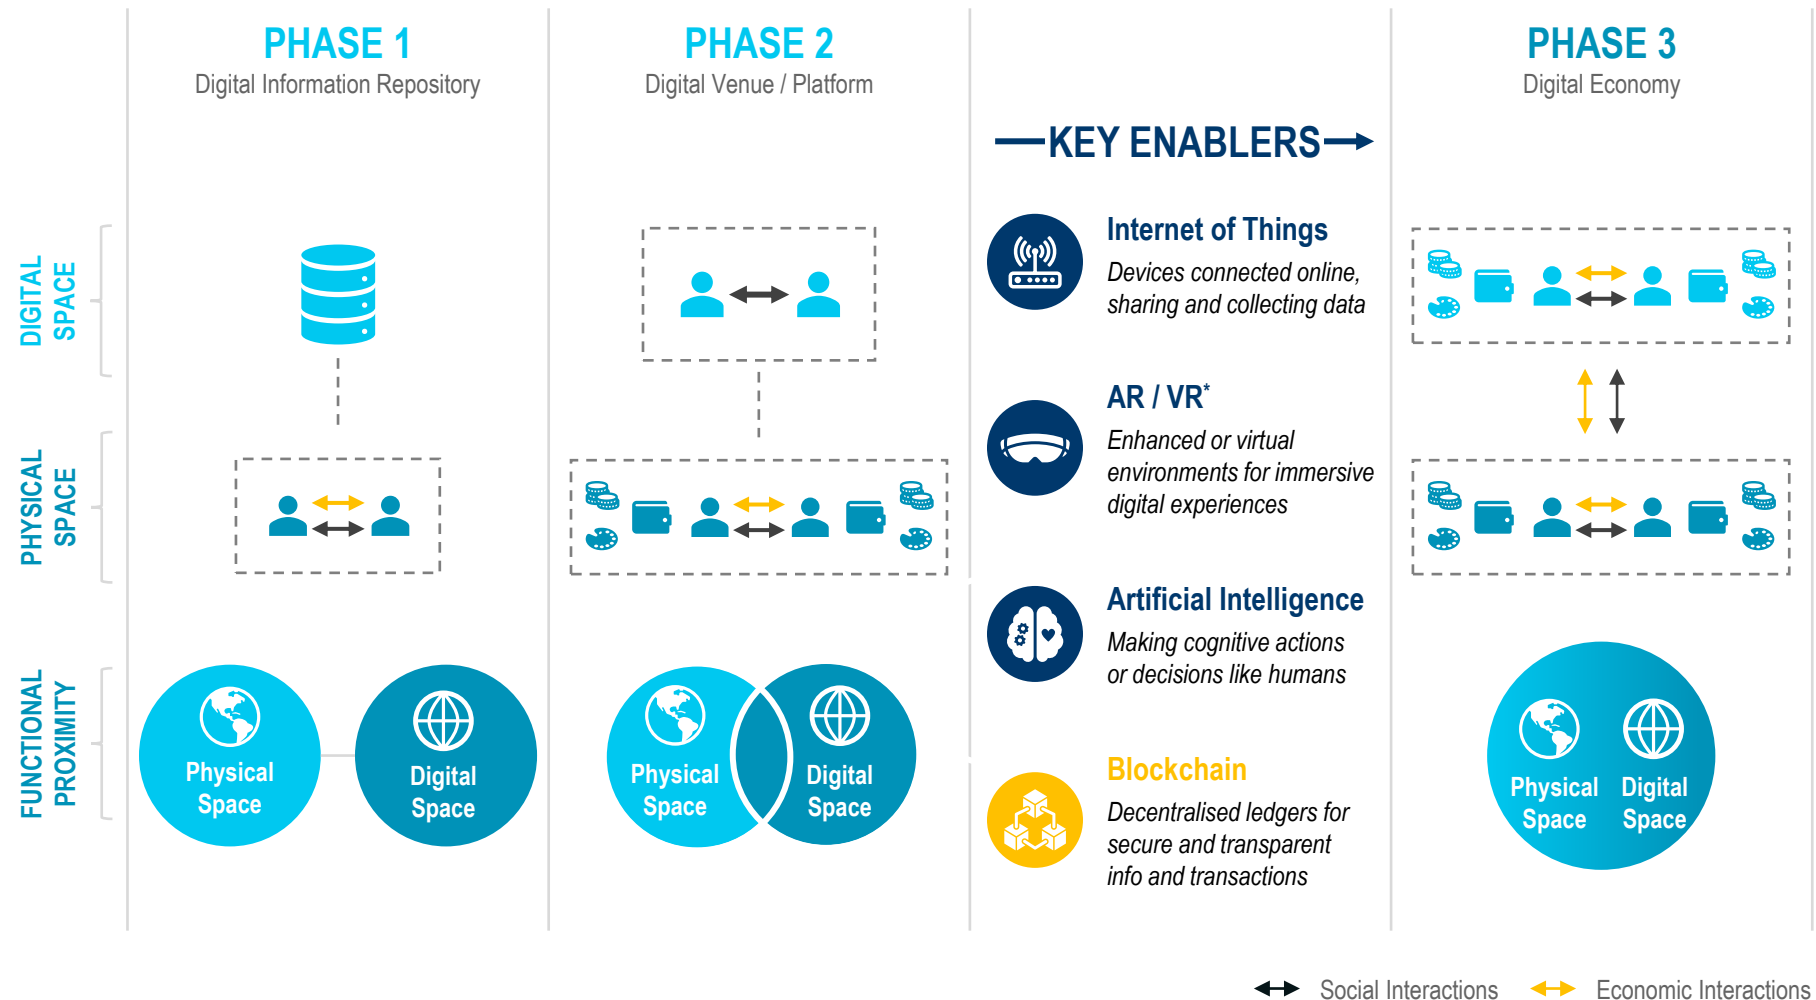 PHASE 1
Digital Information Repository
PHASE 2
Digital Venue / Platform
PHASE 3
Digital Economy
KEY ENABLERS
DIGITAL
SPACE
PHYSICAL
SPACE
FUNCTIONAL
PROXIMITY
Internet of Things
Devices connected online,
sharing and collecting data
AR / VR*
Enhanced or virtual
environments for immersive
digital experiences
Artificial Intelligence
Making cognitive actions
or decisions like humans
Blockchain
Decentralised ledgers for
secure and transparent
info and transactions
Physical
Space
Digital
Space
Physical
Space
Digital
Space
Physical
Space
Digital
Space
Social Interactions
Economic Interactions